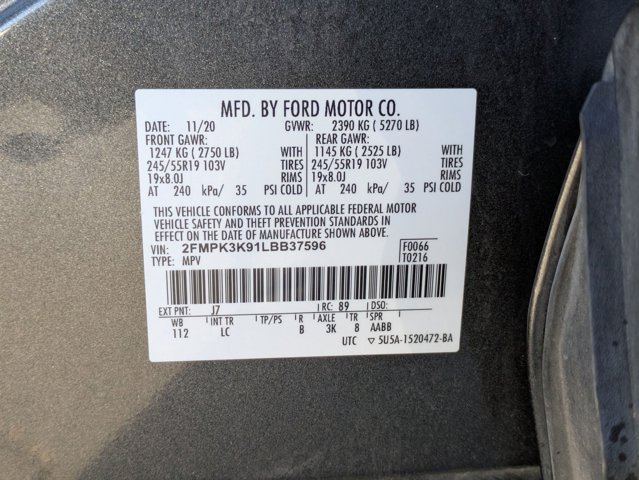 MFD. BY FORD MOTOR CO.
DATE: 11/20 GVWR: 2390 KG ( 5270 LB)
FRONT GAWR: REAR GAWR:
1247 KG ( 2750 LB) WITH 1145 KG ( 2525 LB) WITH
245/55R19 103V TIRES 245/55R19 103V TIRES
19x8.0J RIMS 19x8.0J RIMS
AT 240 kPa/ 35 PSI COLD AT 240 kPa/ 35 PSI COLD
THIS VEHICLE CONFORMS TO ALL APPLICABLE FEDERAL MOTOR
VEHICLE SAFETY AND THEFT PREVENTION STANDARDS IN
EFFECT ON THE DATE OF MANUFACTURE SHOWN ABOVE.
VIN: 2FMPK3K91LBB37596 F0066
TYPE: MPV T0216
EXT PNT: J7 RC: 89 DSO:
WB INT TR TP/PS R AXLE TR SPR
112 LC B 3K 8 AABB
UTC ▽ 5U5A-1520472-BA